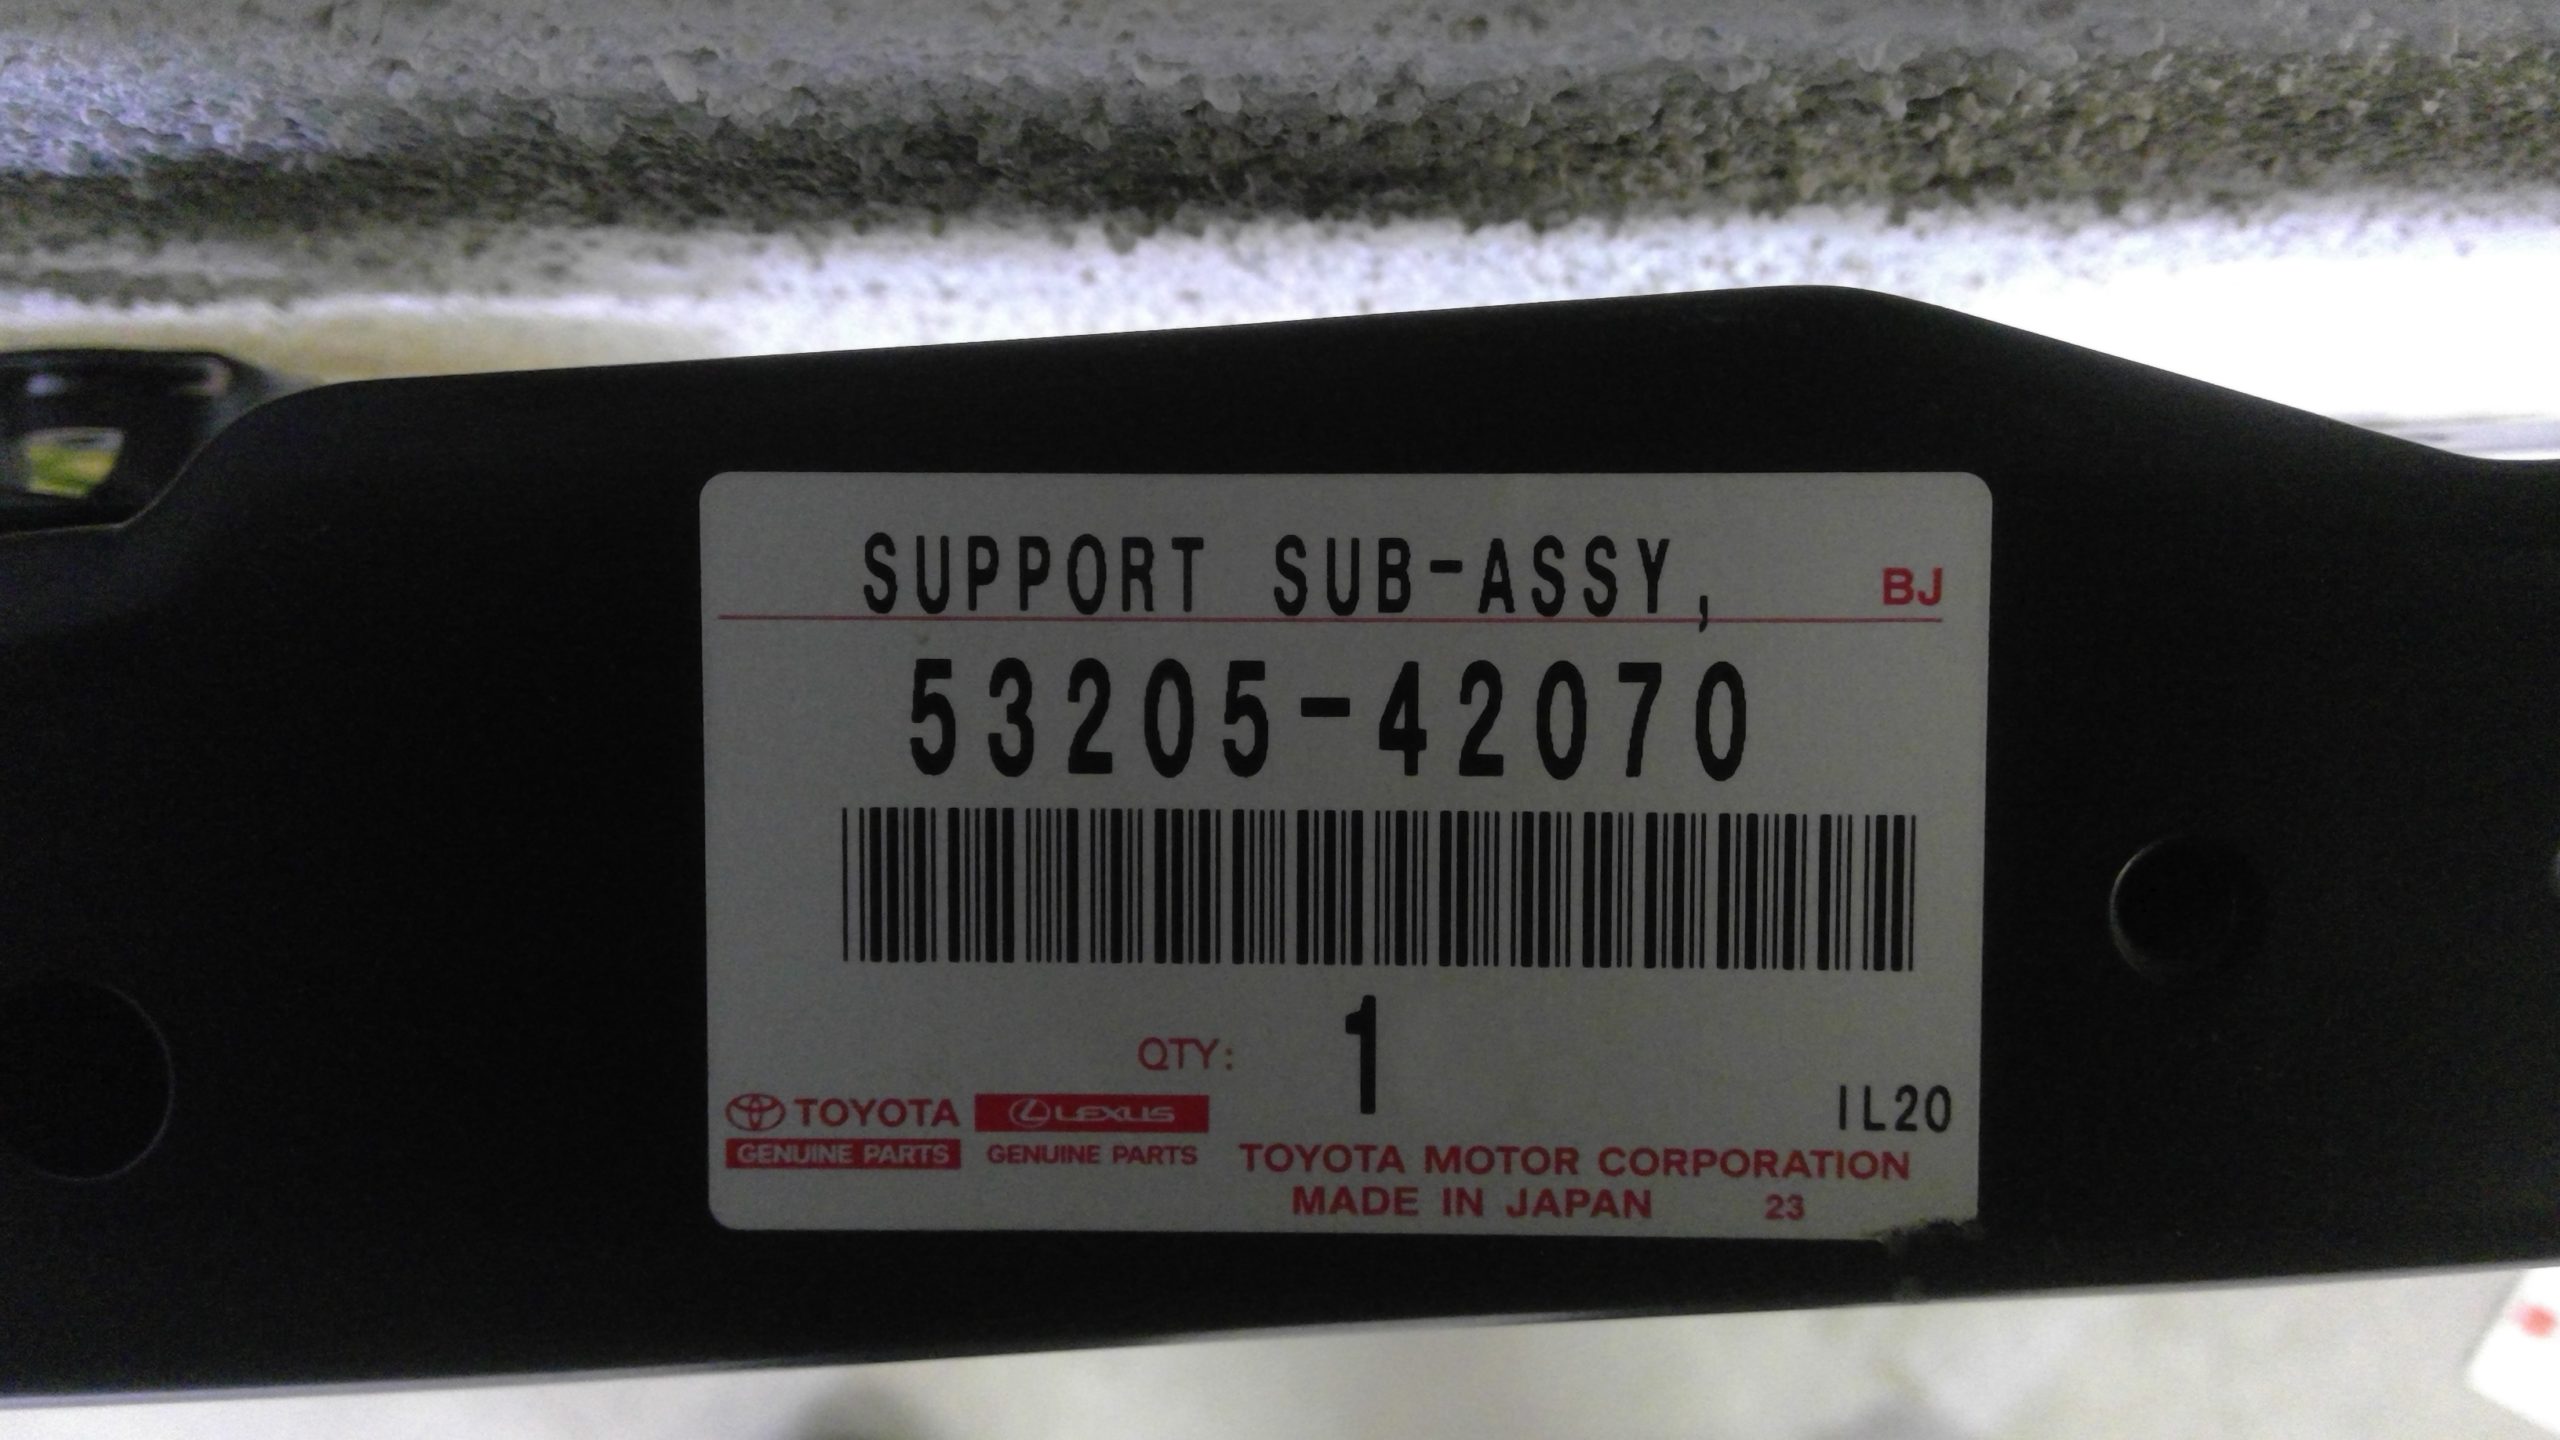 SUPPORT SUB-ASSY, BJ
53205-42070
QTY: 1
IL20
TOYOTA LEXUS
GENUINE PARTS GENUINE PARTS
TOYOTA MOTOR CORPORATION
MADE IN JAPAN 23